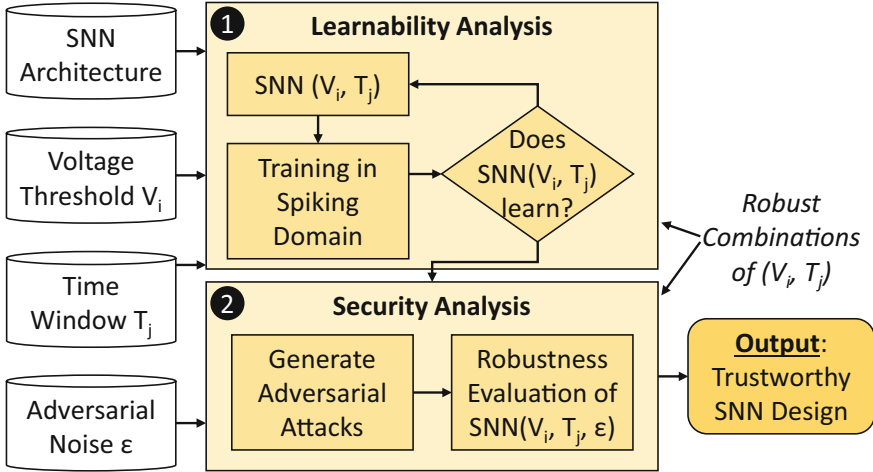 SNN
Architecture
Voltage
Threshold Vᵢ
Time
Window Tⱼ
Adversarial
Noise ε
1
Learnability Analysis
SNN (Vᵢ, Tⱼ)
Training in
Spiking
Domain
Does
SNN(Vᵢ, Tⱼ)
learn?
2
Security Analysis
Generate
Adversarial
Attacks
Robustness
Evaluation of
SNN(Vᵢ, Tⱼ, ε)
Robust
Combinations
of (Vᵢ, Tⱼ)
Output:
Trustworthy
SNN Design